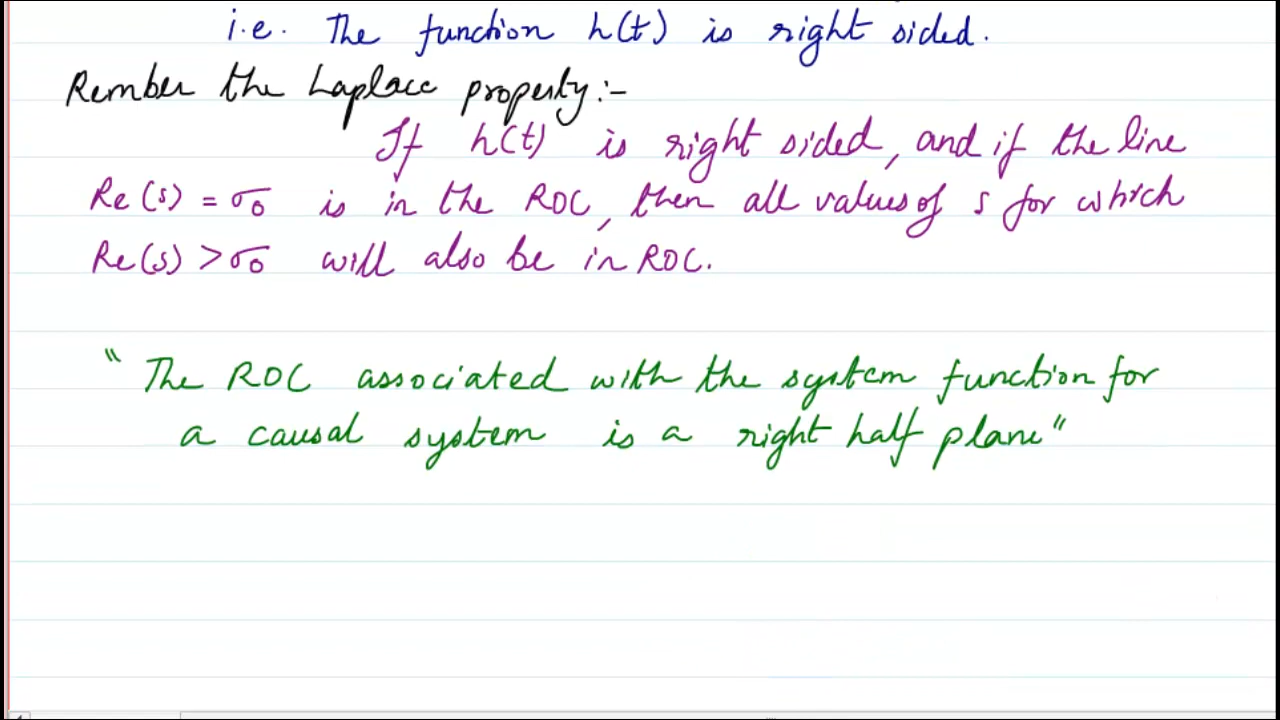 i.e. The function h(t) is right sided.
Rember the Laplace property:-
If h(t) is right sided, and if the line
Re(s) = σ₀ is in the ROC, then all values of s for which
Re(s) > σ₀ will also be in ROC.
" The ROC associated with the system function for
a causal system is a right half plane"